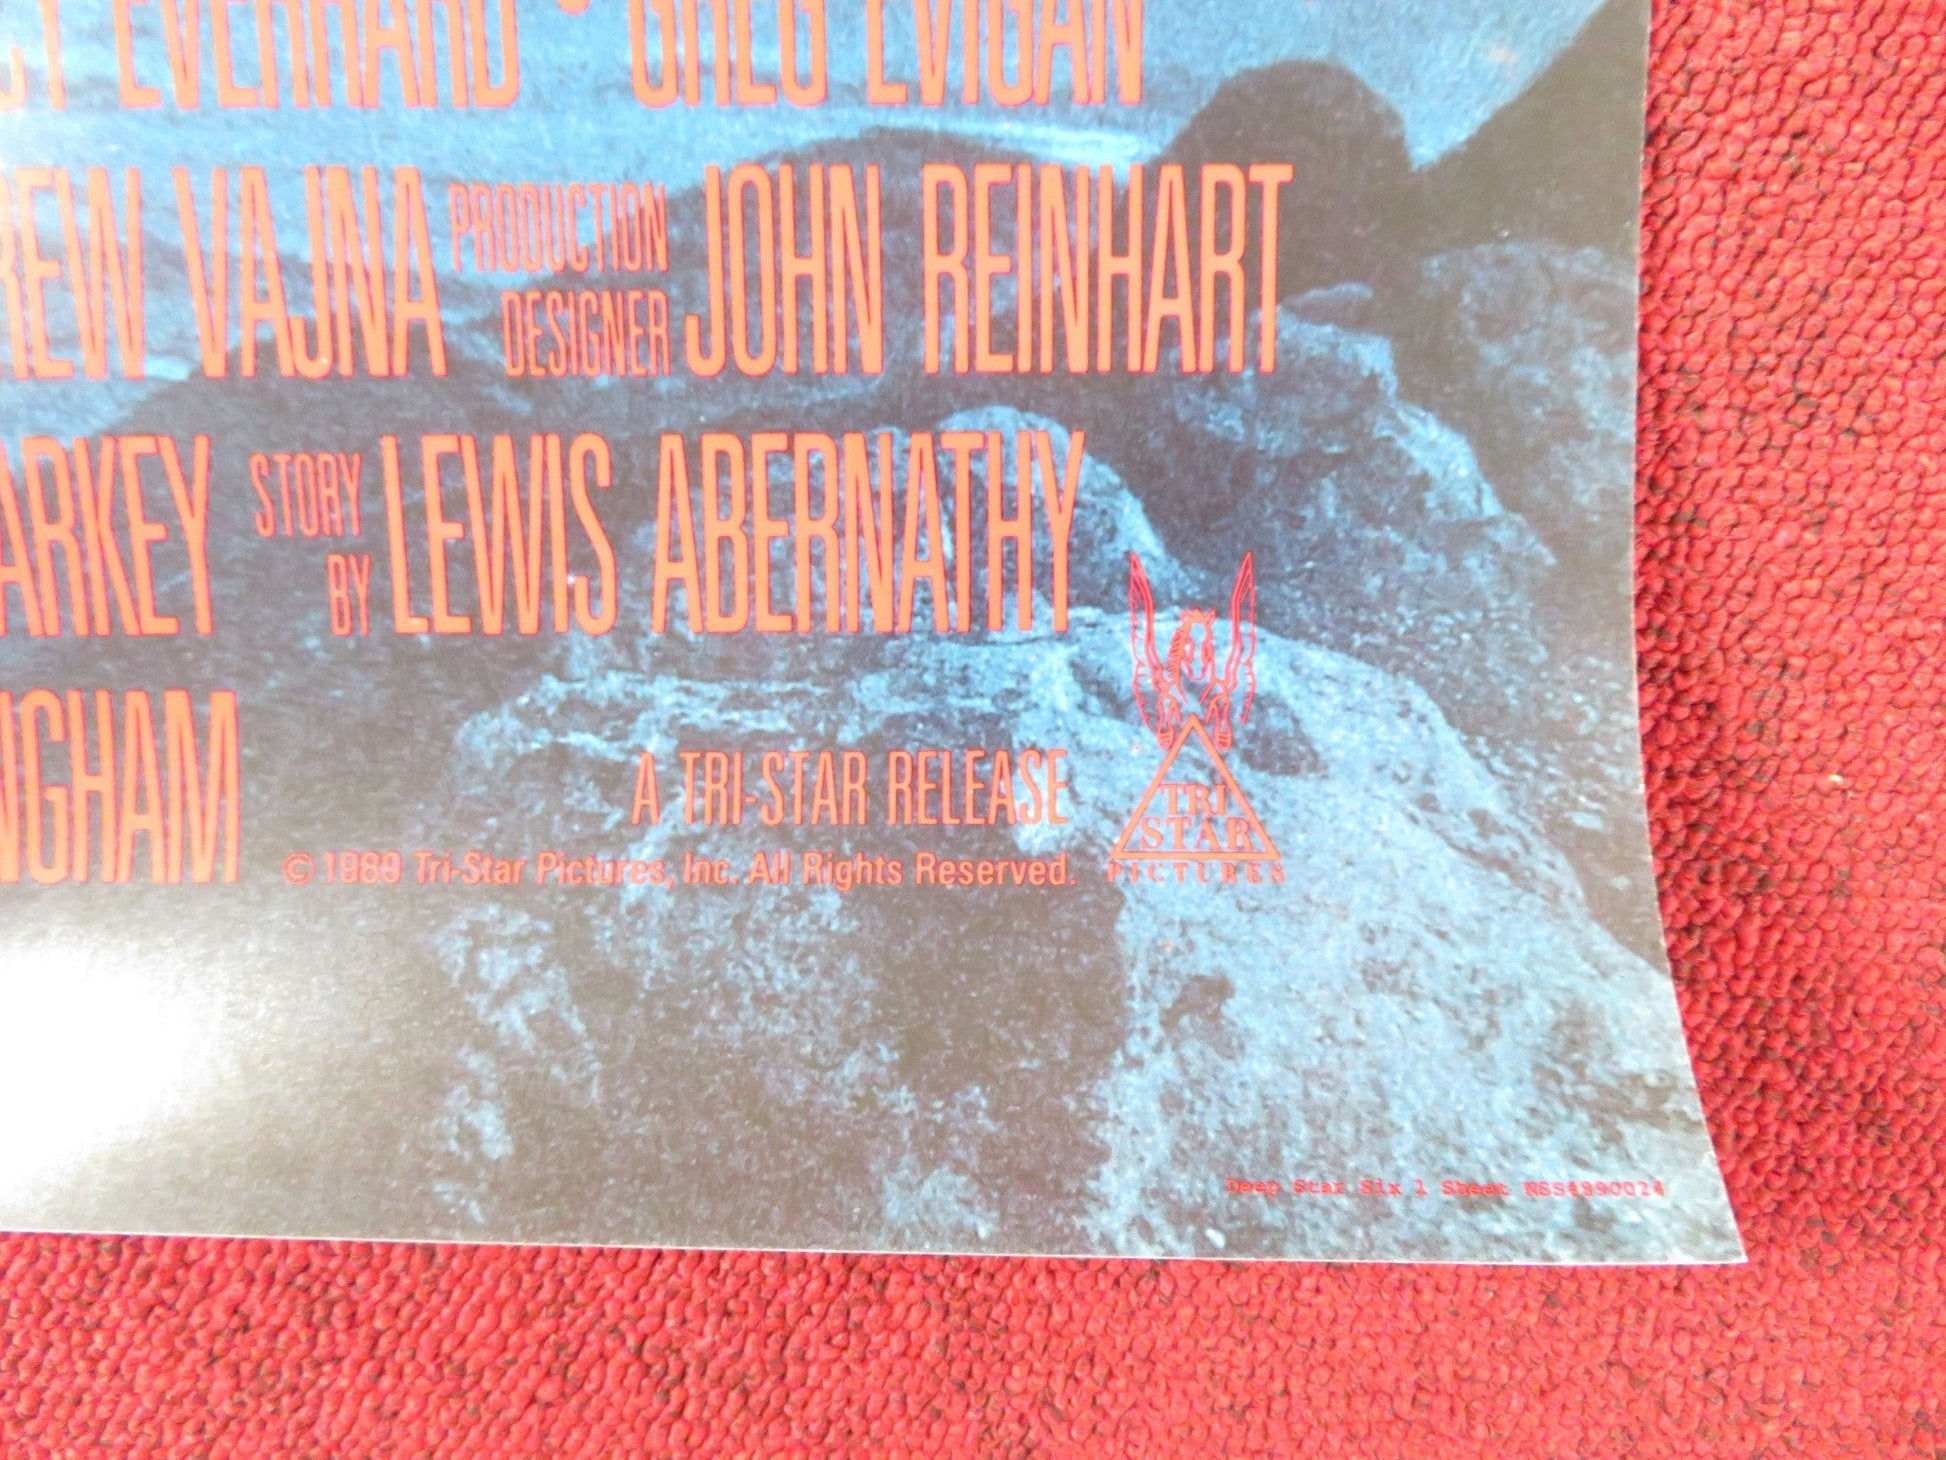 CY EVERHARD • GREG EVIGAN
REW VAJNA PRODUCTION DESIGNER JOHN REINHART
ARKEY STORY BY LEWIS ABERNATHY
NGHAM
A TRI-STAR RELEASE
© 1989 Tri-Star Pictures, Inc. All Rights Reserved.
TRI
STAR
PICTURES
Deep Star Six 1 Sheet